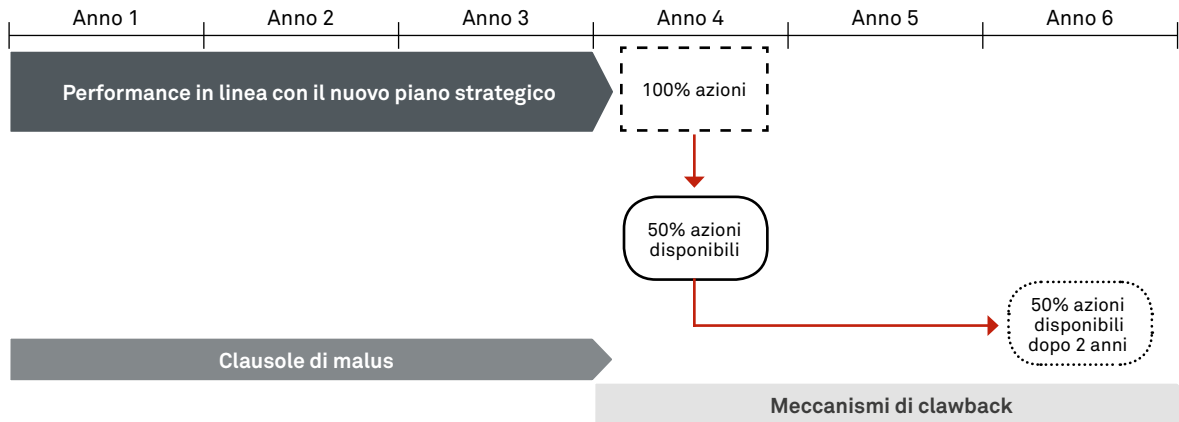 Anno 1
Anno 2
Anno 3
Anno 4
Anno 5
Anno 6
Performance in linea con il nuovo piano strategico
100% azioni
50% azioni
disponibili
50% azioni
disponibili
dopo 2 anni
Clausole di malus
Meccanismi di clawback